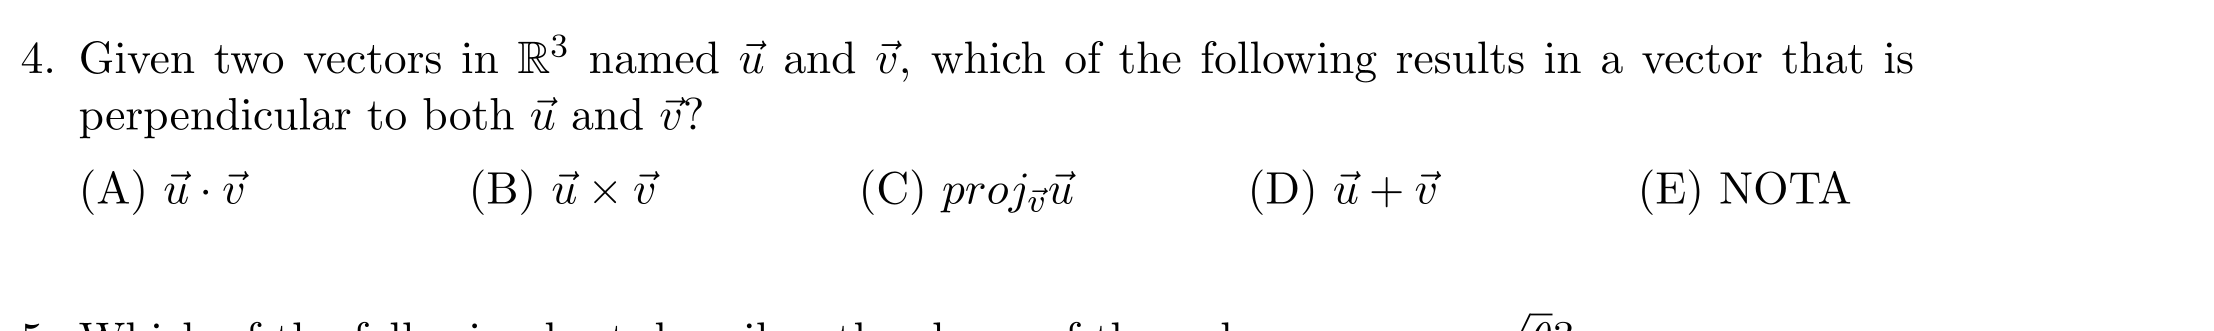 4. Given two vectors in ℝ³ named u⃗ and v⃗, which of the following results in a vector that is
perpendicular to both u⃗ and v⃗?
(A) u⃗ · v⃗ (B) u⃗ × v⃗ (C) proj_v⃗ u⃗ (D) u⃗ + v⃗ (E) NOTA